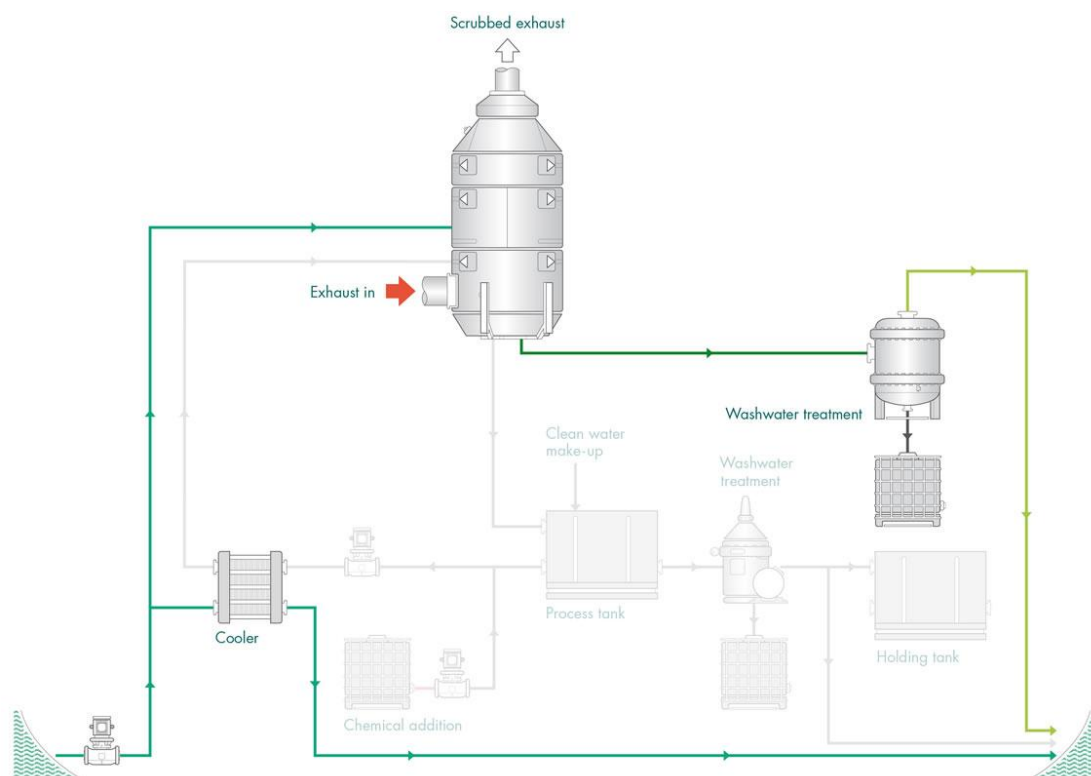 Scrubbed exhaust
Exhaust in
Washwater treatment
Clean water
make-up
Washwater
treatment
Process tank
Cooler
Holding tank
Chemical addition